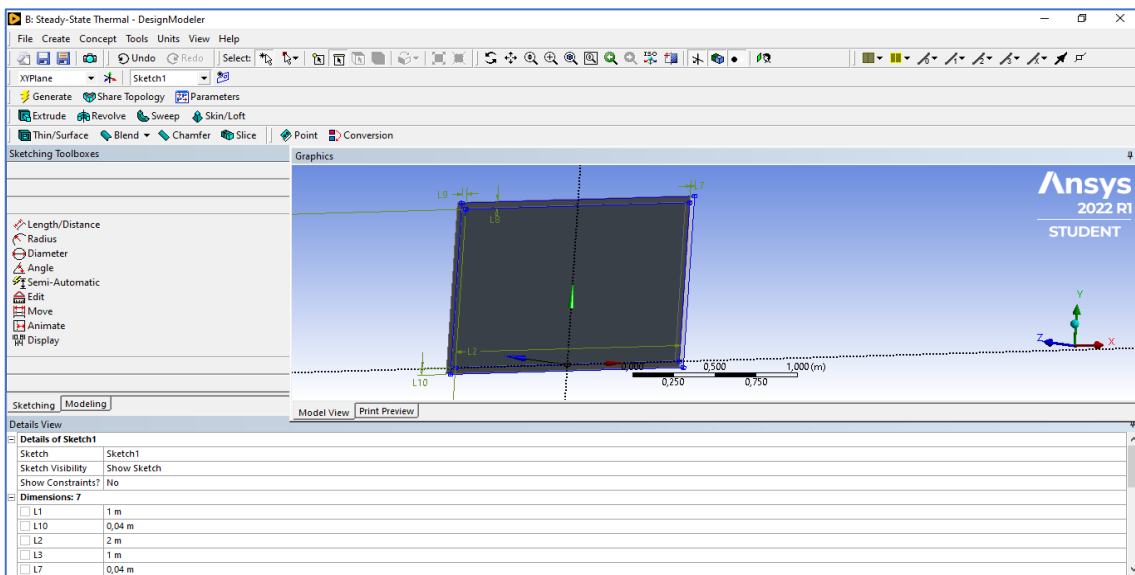 B: Steady-State Thermal - DesignModeler
File Create Concept Tools Units View Help
Undo Redo Select:
XYPlane Sketch1
Generate Share Topology Parameters
Extrude Revolve Sweep Skin/Loft
Thin/Surface Blend Chamfer Slice Point Conversion
Sketching Toolboxes
Length/Distance
Radius
Diameter
Angle
Semi-Automatic
Edit
Move
Animate
Display
Sketching Modeling
Graphics
Ansys
2022 R1
STUDENT
L9
L7
L8
L2
L10
0,000 0,500 1,000 (m)
0,250 0,750
Y
Z X
Model View Print Preview
Details View
Details of Sketch1
Sketch Sketch1
Sketch Visibility Show Sketch
Show Constraints? No
Dimensions: 7
L1 1 m
L10 0,04 m
L2 2 m
L3 1 m
L7 0,04 m